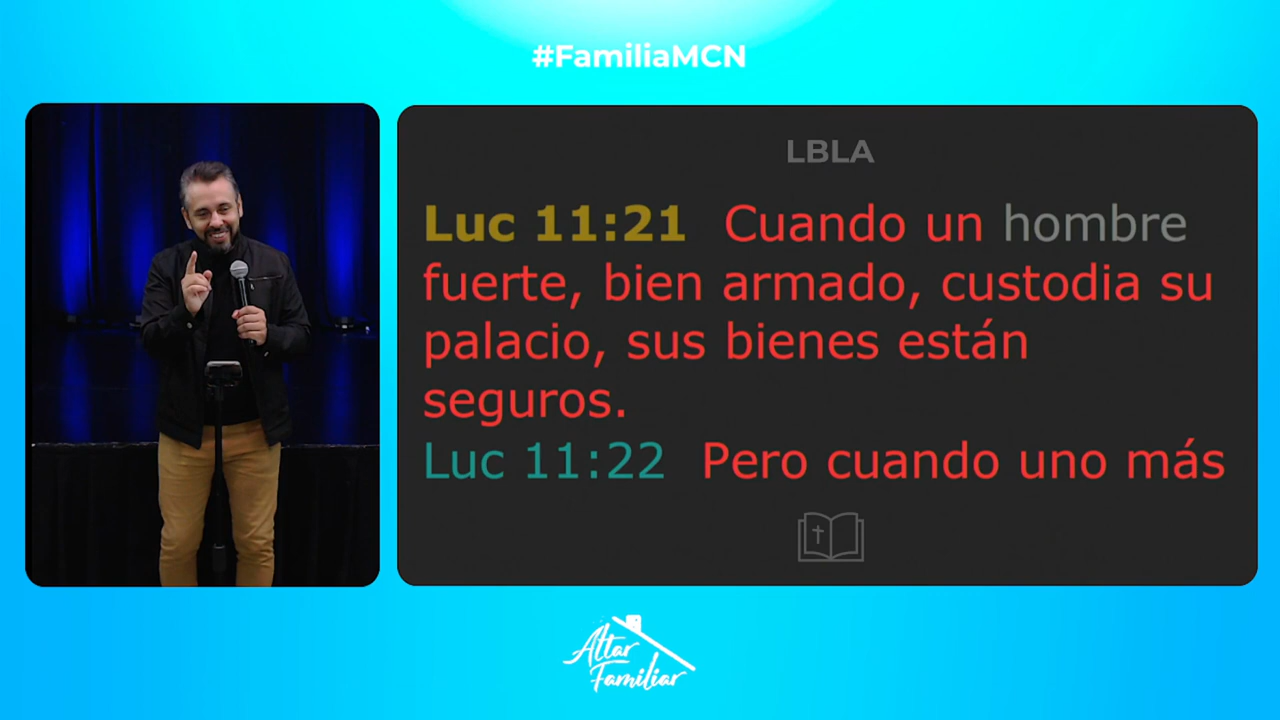 #FamiliaMCN
LBLA
Luc 11:21 Cuando un hombre
fuerte, bien armado, custodia su
palacio, sus bienes están
seguros.
Luc 11:22 Pero cuando uno más
Altar
Familiar